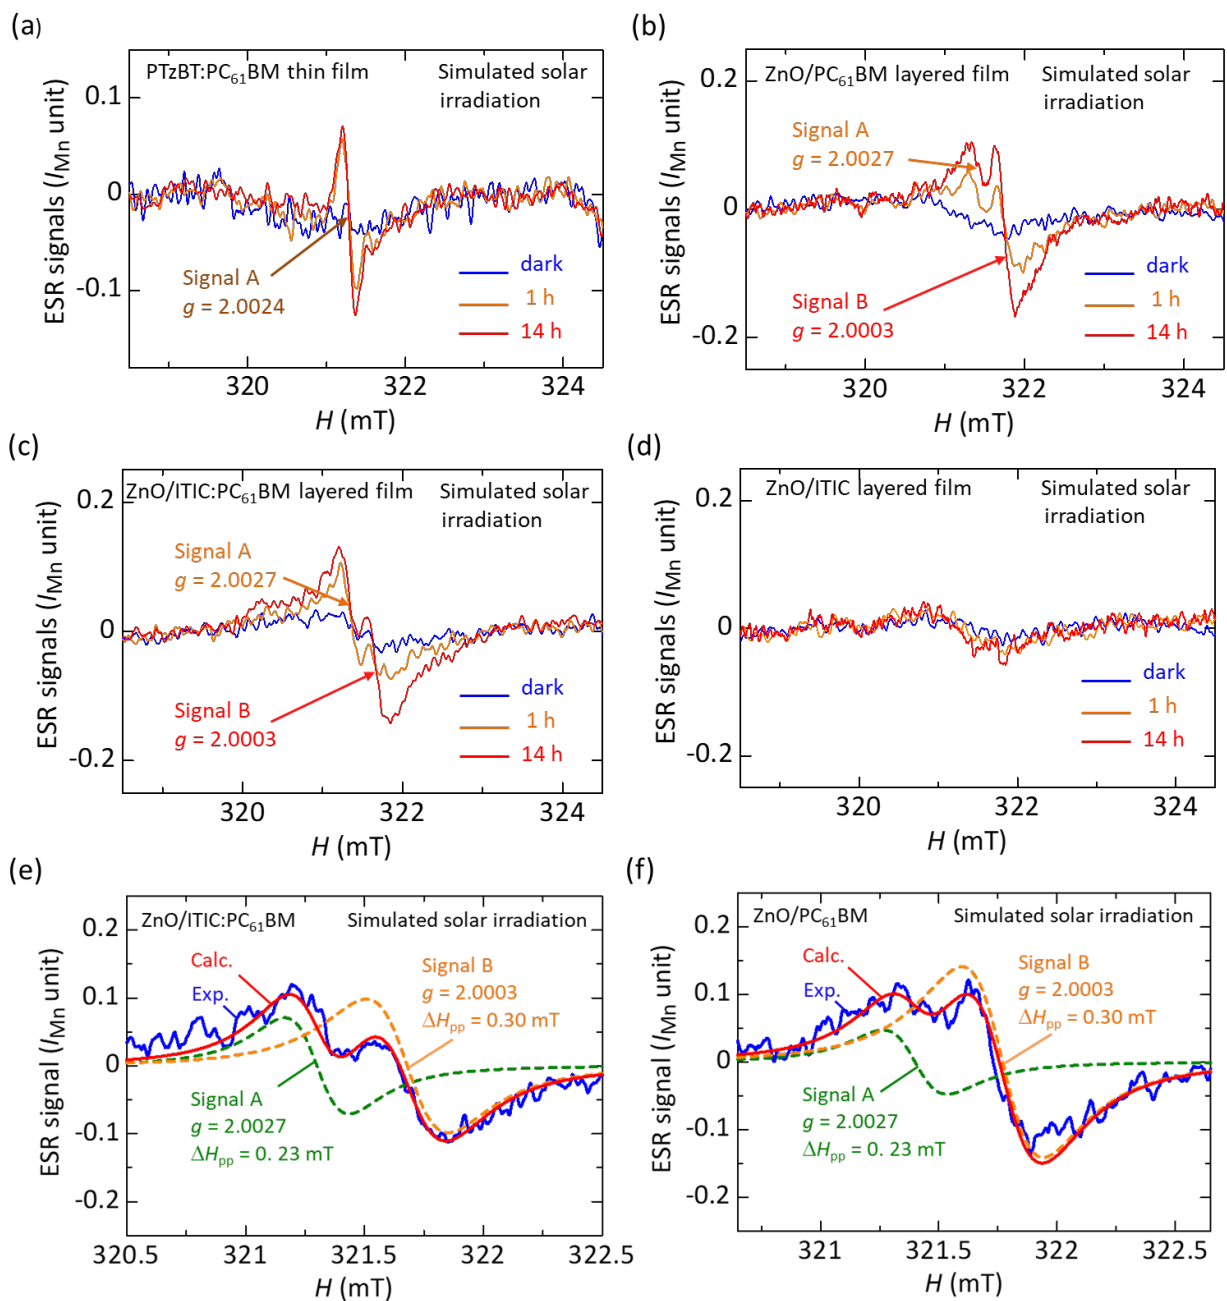 (a)
PTzBT:PC61BM thin film
Simulated solar
irradiation
0.1
0
-0.1
ESR signals (IMn unit)
Signal A
g = 2.0024
dark
1 h
14 h
320
322
324
H (mT)
(b)
ZnO/PC61BM layered film
Simulated solar
irradiation
0.2
0
-0.2
ESR signals (IMn unit)
Signal A
g = 2.0027
Signal B
g = 2.0003
dark
1 h
14 h
320
322
324
H (mT)
(c)
ZnO/ITIC:PC61BM layered film
Simulated solar
irradiation
0.2
0
-0.2
ESR signals (IMn unit)
Signal A
g = 2.0027
Signal B
g = 2.0003
dark
1 h
14 h
320
322
324
H (mT)
(d)
ZnO/ITIC layered film
Simulated solar
irradiation
0.2
0
-0.2
ESR signals (IMn unit)
dark
1 h
14 h
320
322
324
H (mT)
(e)
ZnO/ITIC:PC61BM
Simulated solar irradiation
0.2
0.1
0
-0.1
-0.2
ESR signal (IMn unit)
Calc.
Exp.
Signal B
g = 2.0003
ΔHpp = 0.30 mT
Signal A
g = 2.0027
ΔHpp = 0. 23 mT
320.5
321
321.5
322
322.5
H (mT)
(f)
ZnO/PC61BM
Simulated solar irradiation
0.2
0.1
0
-0.1
-0.2
ESR signal (IMn unit)
Calc.
Exp.
Signal B
g = 2.0003
ΔHpp = 0.30 mT
Signal A
g = 2.0027
ΔHpp = 0. 23 mT
321
321.5
322
322.5
H (mT)